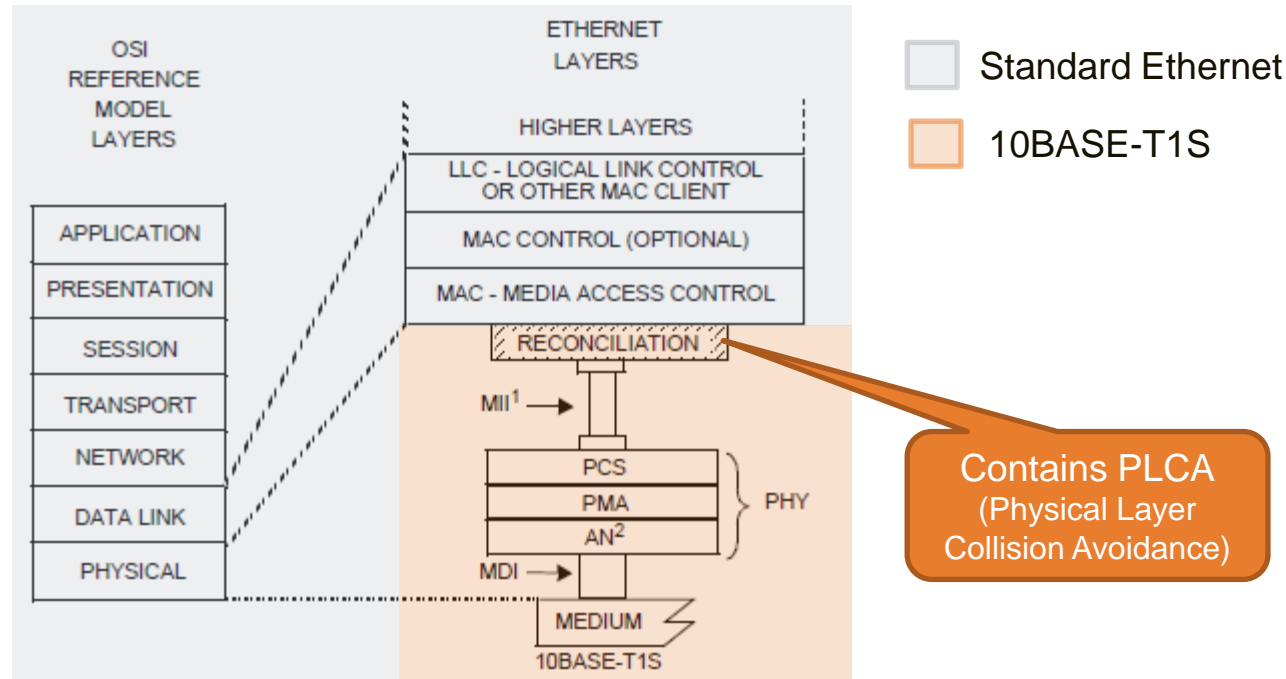 OSI
REFERENCE
MODEL
LAYERS
APPLICATION
PRESENTATION
SESSION
TRANSPORT
NETWORK
DATA LINK
PHYSICAL
ETHERNET
LAYERS
HIGHER LAYERS
LLC - LOGICAL LINK CONTROL
OR OTHER MAC CLIENT
MAC CONTROL (OPTIONAL)
MAC - MEDIA ACCESS CONTROL
RECONCILIATION
MII¹
PCS
PMA
AN²
PHY
MDI
MEDIUM
10BASE-T1S
Standard Ethernet
10BASE-T1S
Contains PLCA
(Physical Layer
Collision Avoidance)